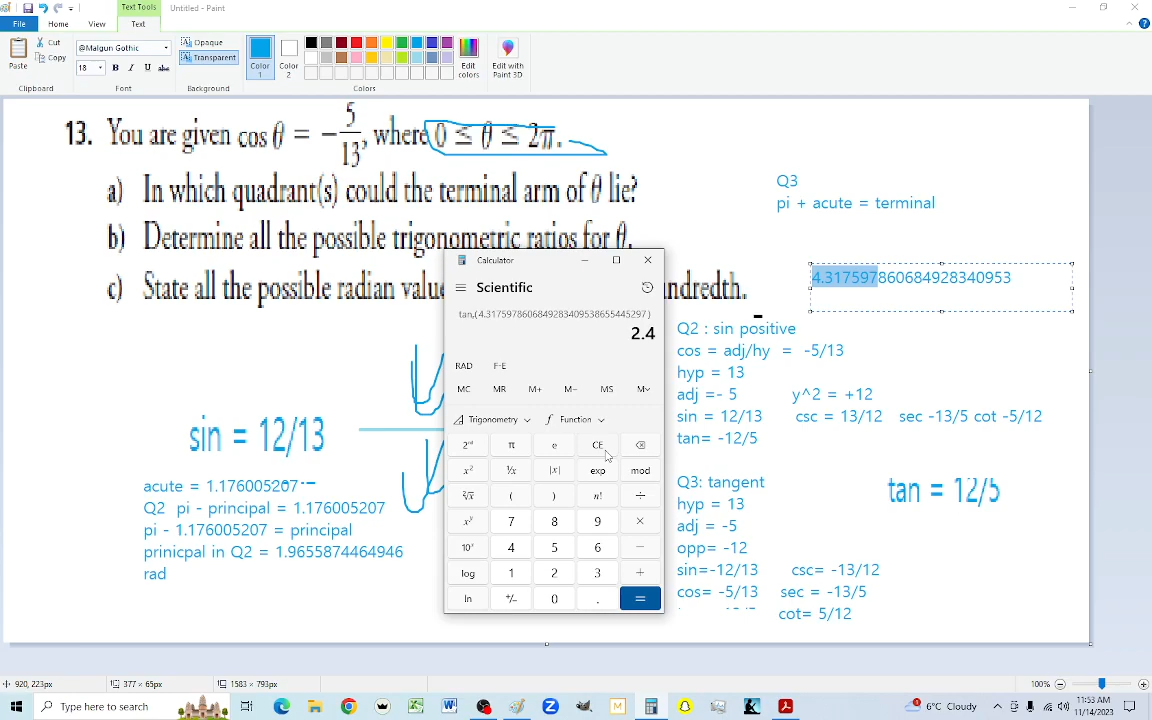 Text Tools
Untitled - Paint
File
Home
View
Text
Paste
Cut
Copy
Clipboard
@Malgun Gothic
18
B I U abc
Font
Opaque
Transparent
Background
Color 1
Color 2
Edit colors
Colors
Edit with Paint 3D
13. You are given cos θ = −5/13, where 0 ≤ θ ≤ 2π.
a) In which quadrant(s) could the terminal arm of θ lie?
b) Determine all the possible trigonometric ratios for θ.
c) State all the possible radian value
ndredth.
Q3
pi + acute = terminal
4.317597860684928340953
Q2 : sin positive
cos = adj/hy = -5/13
hyp = 13
adj =- 5 y^2 = +12
sin = 12/13 csc = 13/12 sec -13/5 cot -5/12
tan= -12/5
Q3: tangent
hyp = 13
adj = -5
opp= -12
sin=-12/13 csc= -13/12
cos= -5/13 sec = -13/5
cot= 5/12
tan = 12/5
sin = 12/13
acute = 1.176005207
Q2 pi - principal = 1.176005207
pi - 1.176005207 = principal
prinicpal in Q2 = 1.9655874464946
rad
Calculator
Scientific
tanᵣ(4.3175978606849283409538655445297)
2.4
RAD F-E
MC MR M+ M− MS M˅
Trigonometry Function
2ⁿᵈ π e CE
x² ¹/x |x| exp mod
²√x ( ) n! ÷
xʸ 7 8 9 ×
10ˣ 4 5 6 −
log 1 2 3 +
ln +/− 0 . =
920, 223px
377 × 65px
1583 × 793px
100%
Type here to search
6°C Cloudy
11:53 AM
11/14/2023